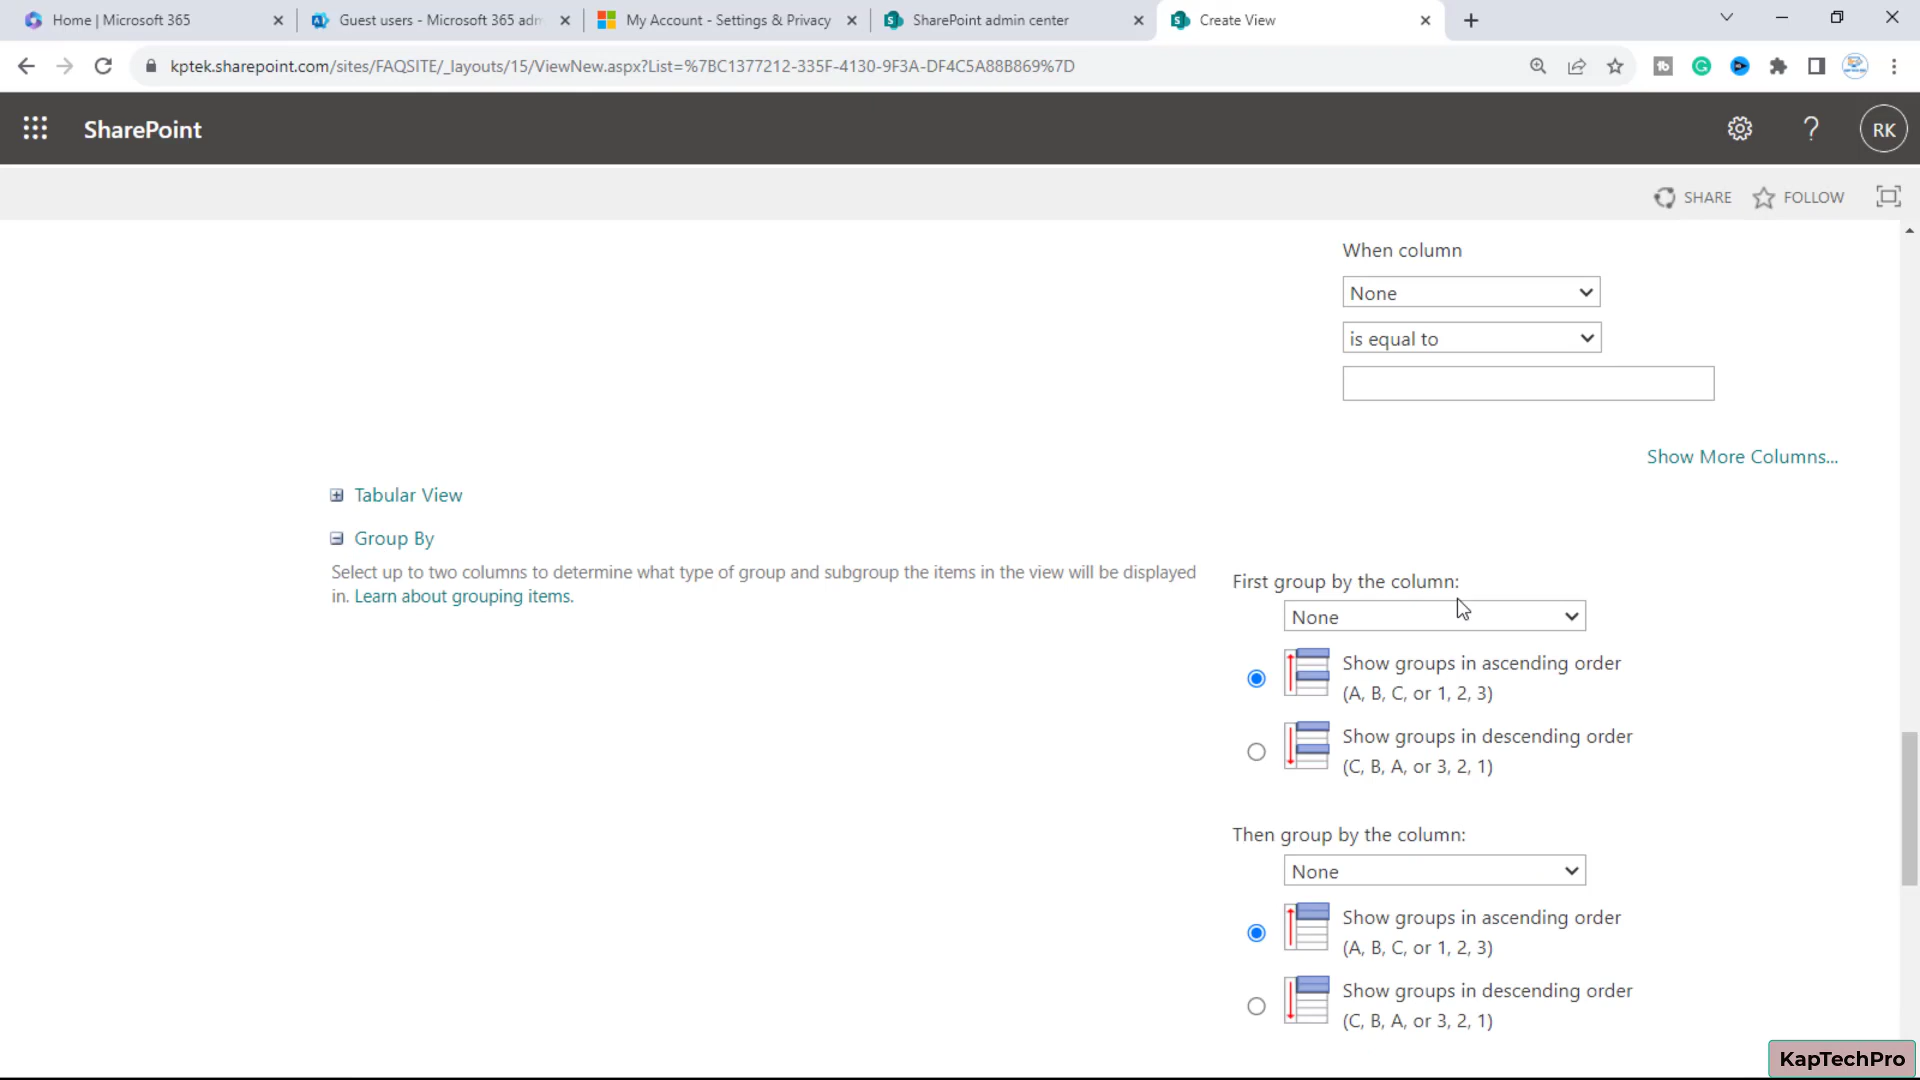 Home | Microsoft 365
Guest users - Microsoft 365 adm
My Account - Settings & Privacy
SharePoint admin center
Create View
kptek.sharepoint.com/sites/FAQSITE/_layouts/15/ViewNew.aspx?List=%7BC1377212-335F-4130-9F3A-DF4C5A88B869%7D
SharePoint
RK
SHARE
FOLLOW
When column
None
is equal to
Show More Columns...
Tabular View
Group By
Select up to two columns to determine what type of group and subgroup the items in the view will be displayed
in. Learn about grouping items.
First group by the column:
None
Show groups in ascending order
(A, B, C, or 1, 2, 3)
Show groups in descending order
(C, B, A, or 3, 2, 1)
Then group by the column:
None
Show groups in ascending order
(A, B, C, or 1, 2, 3)
Show groups in descending order
(C, B, A, or 3, 2, 1)
KapTechPro